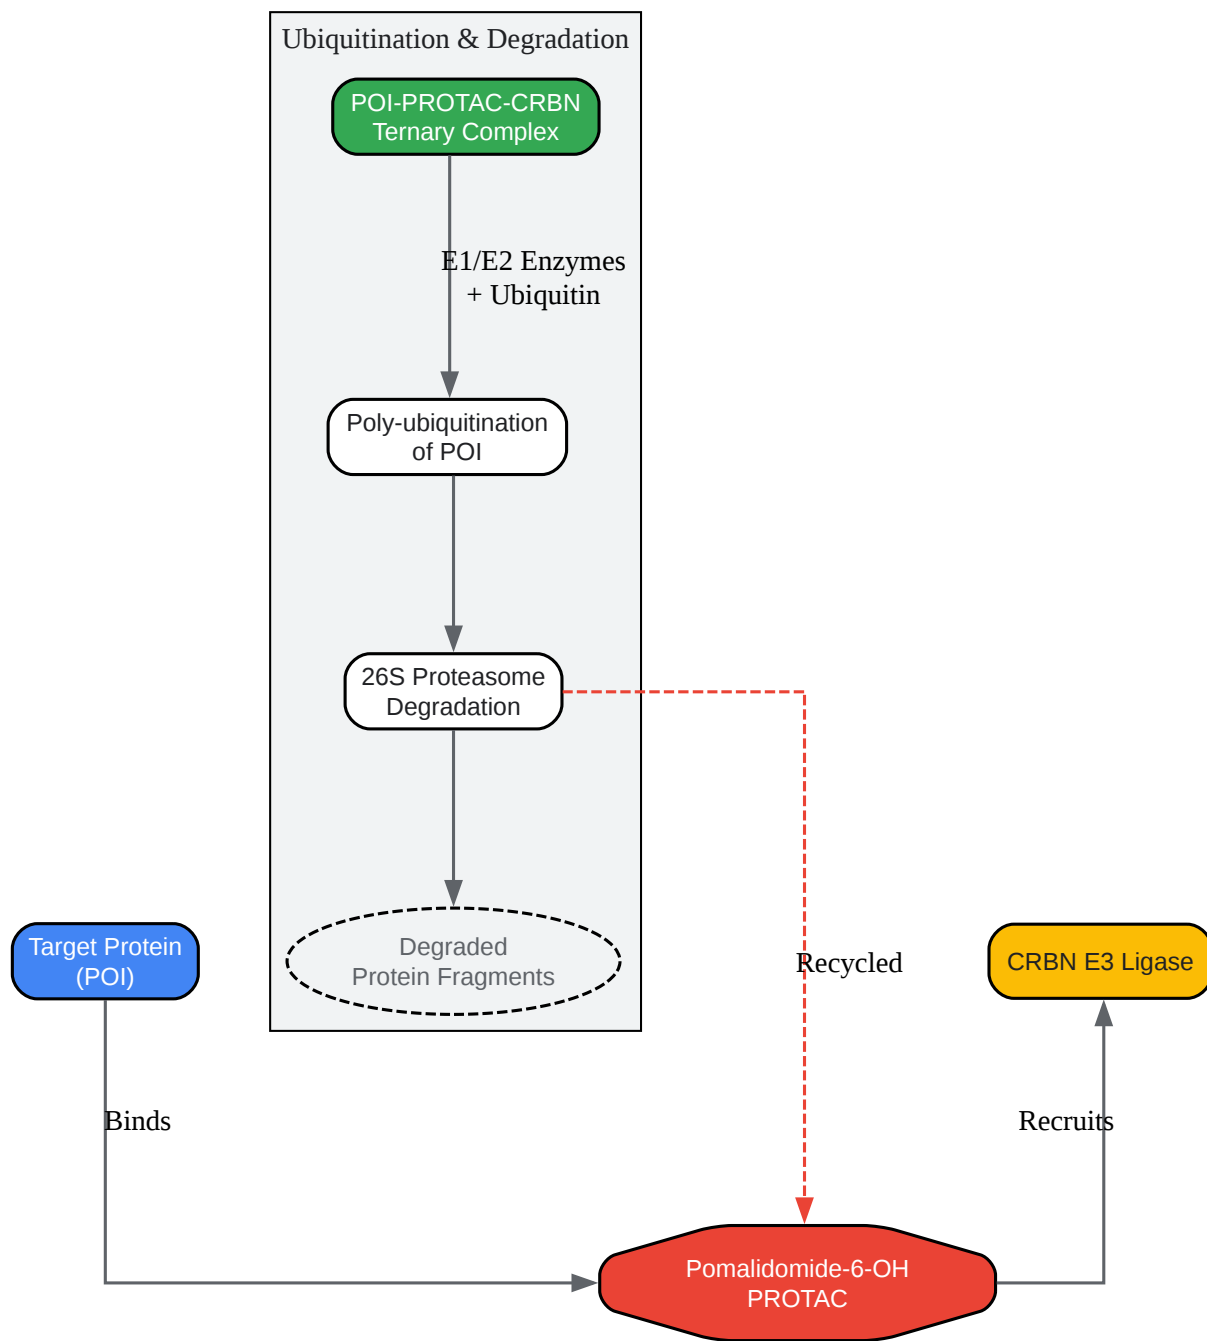 Ubiquitination & Degradation
POI-PROTAC-CRBN
Ternary Complex
E1/E2 Enzymes
+ Ubiquitin
Poly-ubiquitination
of POI
26S Proteasome
Degradation
Target Protein
(POI)
Degraded
Protein Fragments
Recycled
CRBN E3 Ligase
Binds
Recruits
Pomalidomide-6-OH
PROTAC